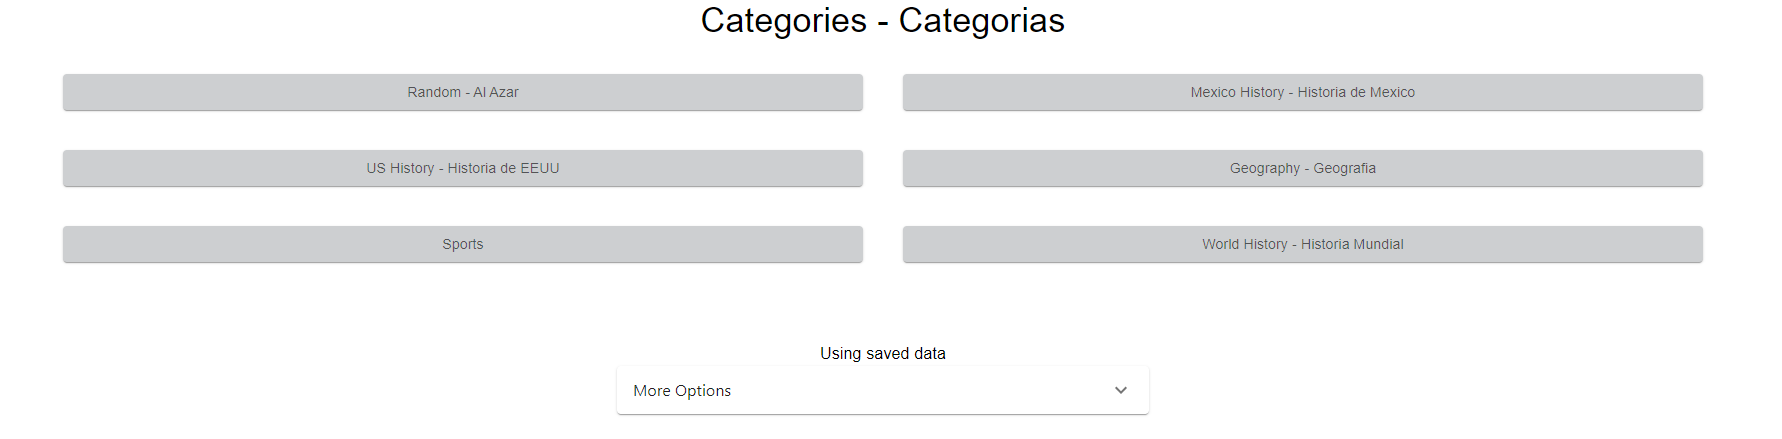 Categories - Categorias
Random - Al Azar
Mexico History - Historia de Mexico
US History - Historia de EEUU
Geography - Geografia
Sports
World History - Historia Mundial
Using saved data
More Options